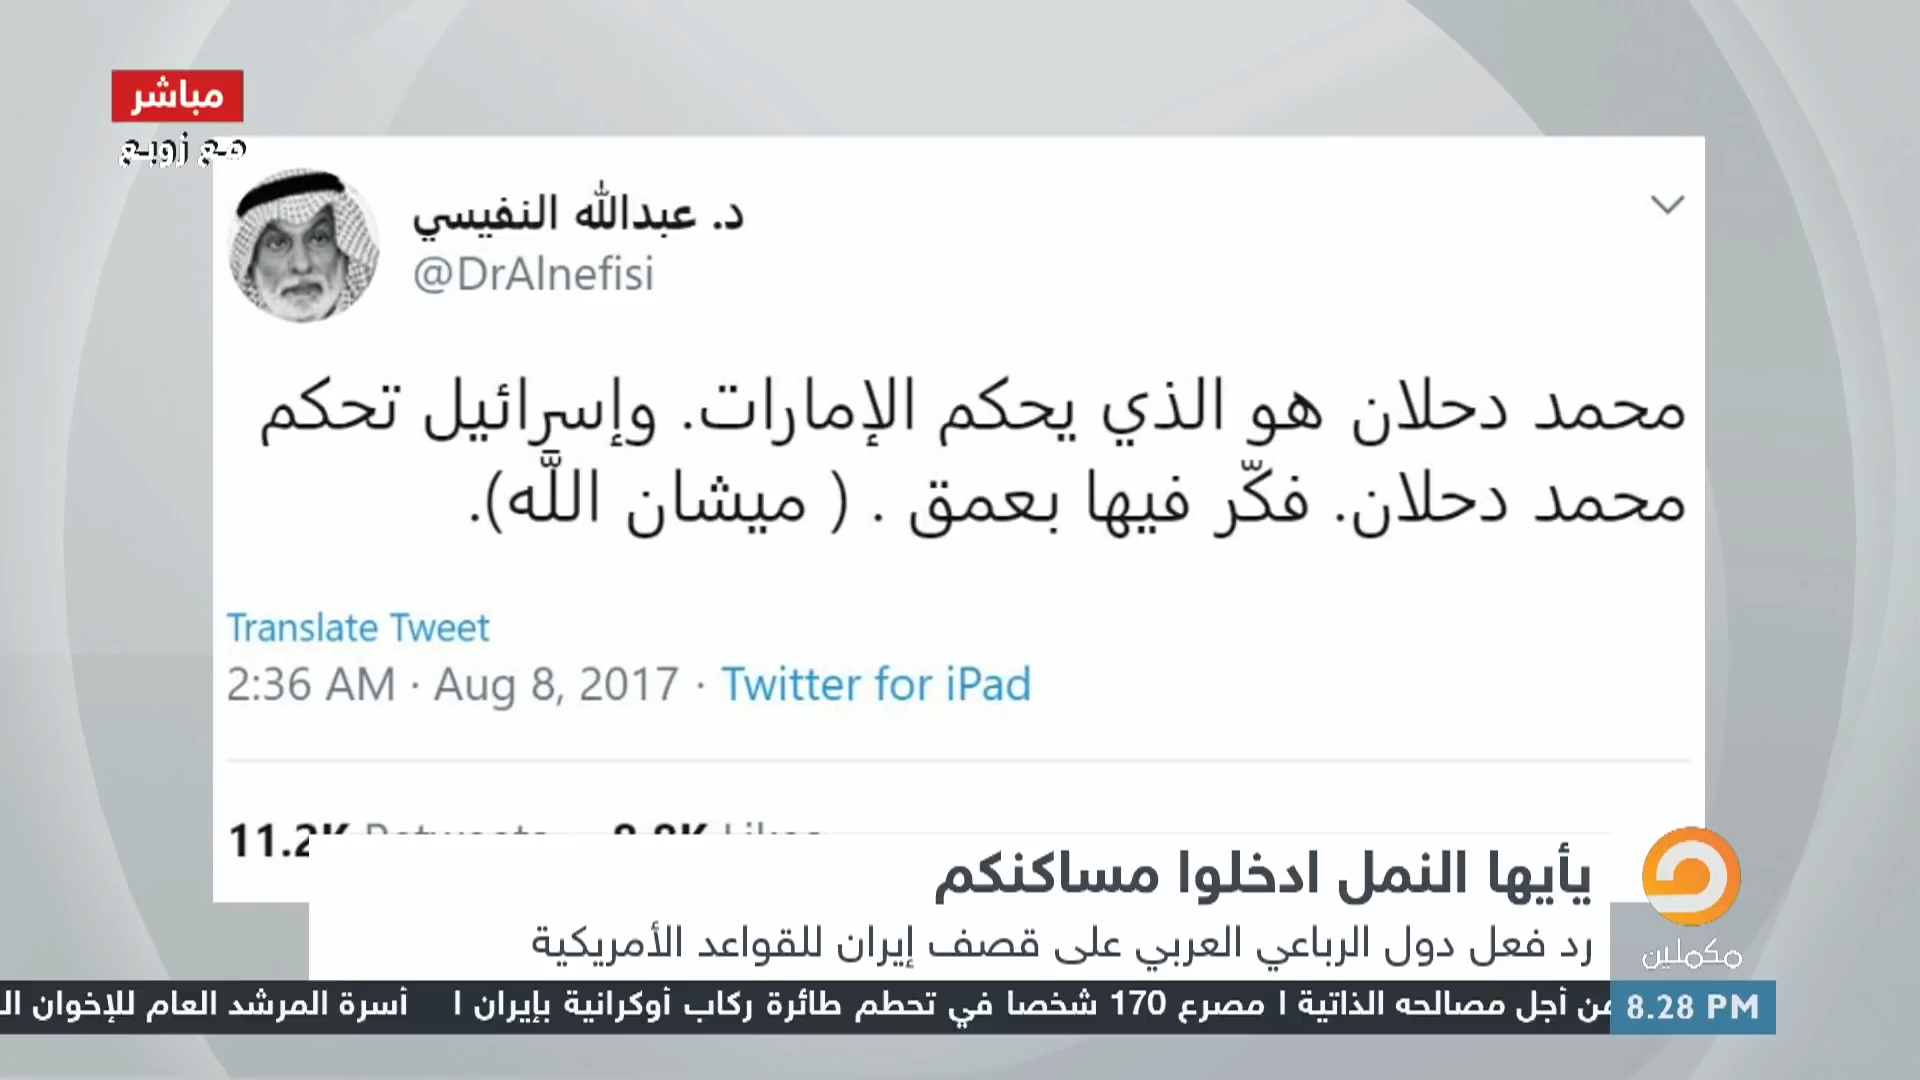 مباشر
مع زوبع
د. عبدالله النفيسي
@DrAlnefisi
محمد دحلان هو الذي يحكم الإمارات. وإسرائيل تحكم
محمد دحلان. فكّر فيها بعمق . ( ميشان اللّه).
Translate Tweet
2:36 AM · Aug 8, 2017 · Twitter for iPad
11.2K Retweets
يأيها النمل ادخلوا مساكنكم
رد فعل دول الرباعي العربي على قصف إيران للقواعد الأمريكية
مكملين
من أجل مصالحه الذاتية | مصرع 170 شخصا في تحطم طائرة ركاب أوكرانية بإيران | أسرة المرشد العام للإخوان
8.28 PM